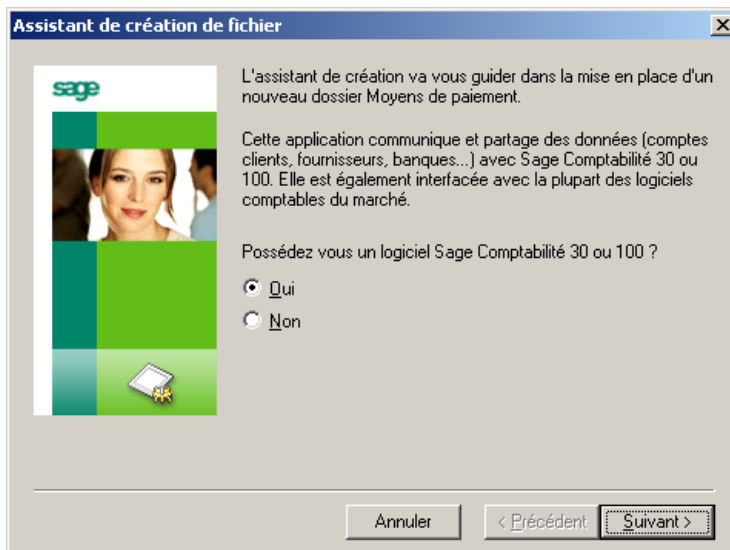 Assistant de création de fichier
sage
L'assistant de création va vous guider dans la mise en place d'un
nouveau dossier Moyens de paiement.
Cette application communique et partage des données (comptes
clients, fournisseurs, banques...) avec Sage Comptabilité 30 ou
100. Elle est également interfacée avec la plupart des logiciels
comptables du marché.
Possédez vous un logiciel Sage Comptabilité 30 ou 100 ?
Oui
Non
Annuler
< Précédent
Suivant >